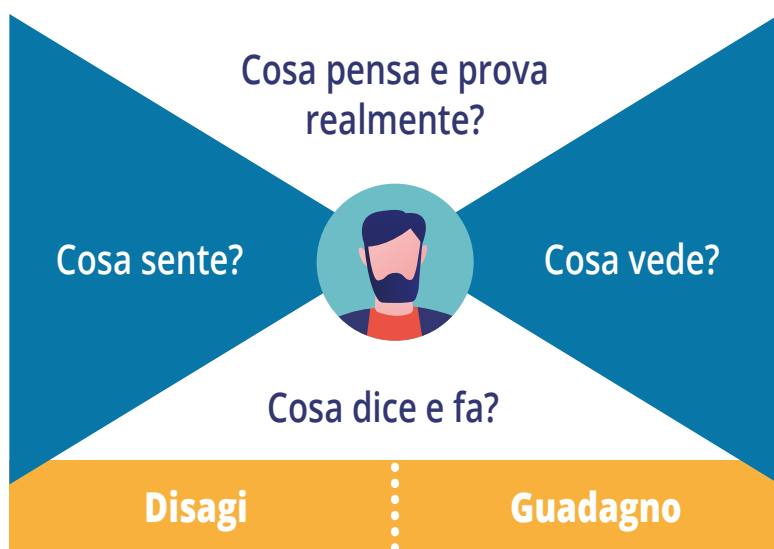 Cosa pensa e prova
realmente?
Cosa sente?
Cosa vede?
Cosa dice e fa?
Disagi
Guadagno